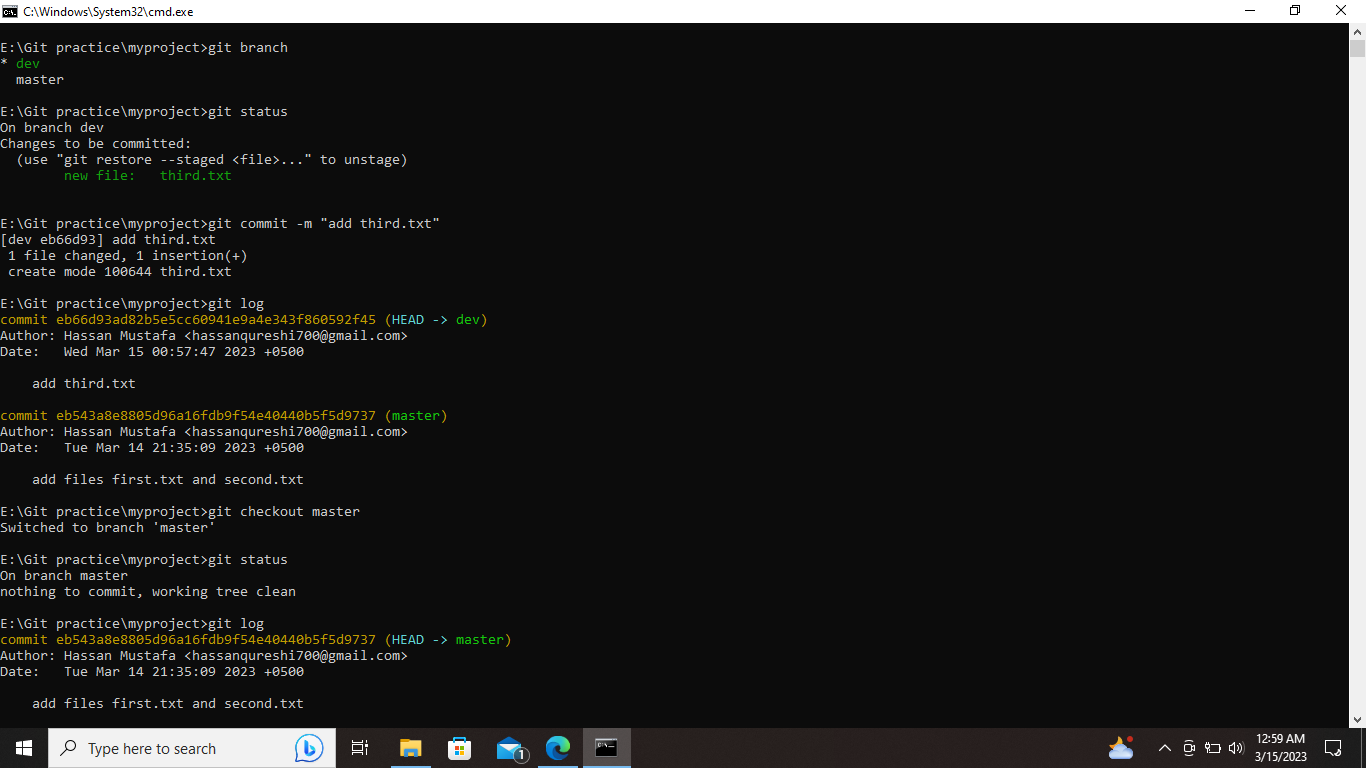 C:\Windows\System32\cmd.exe
E:\Git practice\myproject>git branch
* dev
  master
E:\Git practice\myproject>git status
On branch dev
Changes to be committed:
  (use "git restore --staged <file>..." to unstage)
        new file:   third.txt
E:\Git practice\myproject>git commit -m "add third.txt"
[dev eb66d93] add third.txt
 1 file changed, 1 insertion(+)
 create mode 100644 third.txt
E:\Git practice\myproject>git log
commit eb66d93ad82b5e5cc60941e9a4e343f860592f45 (HEAD -> dev)
Author: Hassan Mustafa <hassanqureshi700@gmail.com>
Date:   Wed Mar 15 00:57:47 2023 +0500
    add third.txt
commit eb543a8e8805d96a16fdb9f54e40440b5f5d9737 (master)
Author: Hassan Mustafa <hassanqureshi700@gmail.com>
Date:   Tue Mar 14 21:35:09 2023 +0500
    add files first.txt and second.txt
E:\Git practice\myproject>git checkout master
Switched to branch 'master'
E:\Git practice\myproject>git status
On branch master
nothing to commit, working tree clean
E:\Git practice\myproject>git log
commit eb543a8e8805d96a16fdb9f54e40440b5f5d9737 (HEAD -> master)
Author: Hassan Mustafa <hassanqureshi700@gmail.com>
Date:   Tue Mar 14 21:35:09 2023 +0500
    add files first.txt and second.txt
Type here to search
1
12:59 AM
3/15/2023